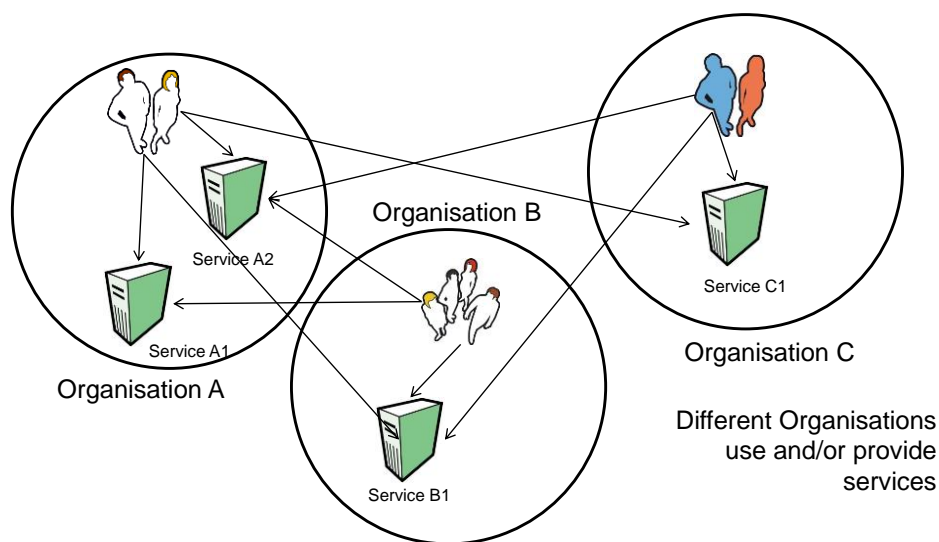 Organisation B
Service A2
Service C1
Service A1
Organisation C
Organisation A
Different Organisations
use and/or provide
services
Service B1